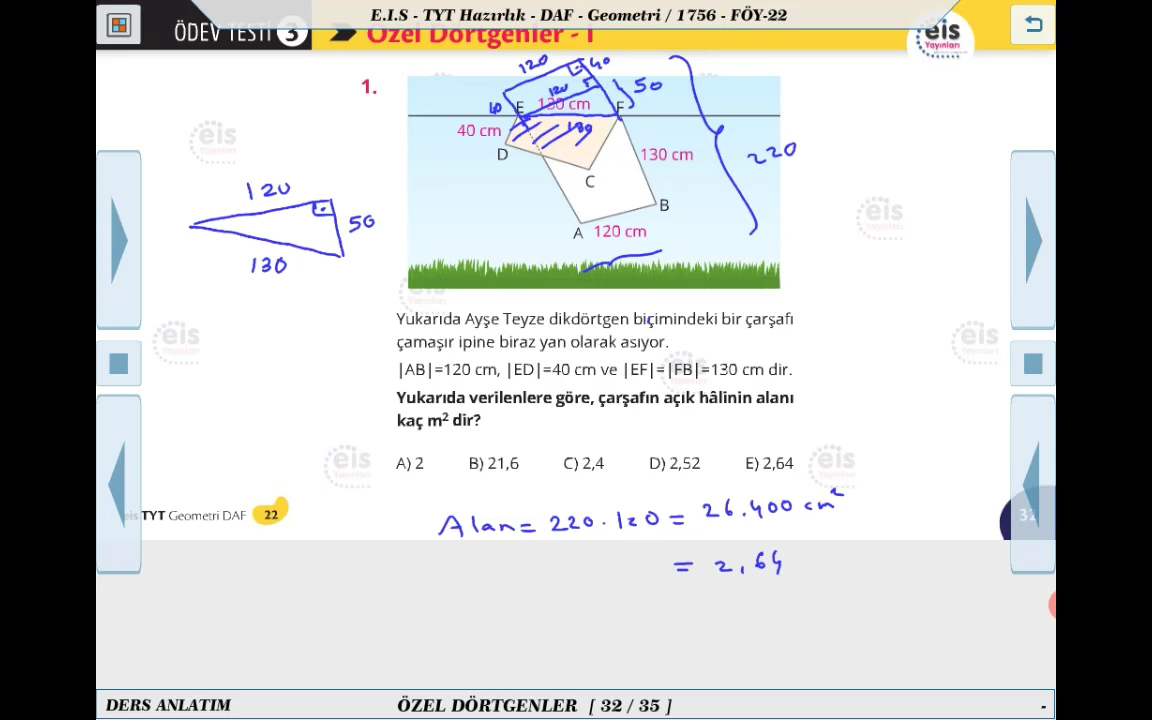 E.I.S - TYT Hazırlık - DAF - Geometri / 1756 - FÖY-22
ÖDEV TESTİ 3
Özel Dörtgenler - I
eis
Yayınları
1.
120
40
50
40
120
E
130 cm
F
40 cm
130
D
130 cm
220
C
B
A
120 cm
120
50
130
Yukarıda Ayşe Teyze dikdörtgen biçimindeki bir çarşafı
çamaşır ipine biraz yan olarak asıyor.
|AB|=120 cm, |ED|=40 cm ve |EF|=|FB|=130 cm dir.
Yukarıda verilenlere göre, çarşafın açık hâlinin alanı
kaç m² dir?
A) 2 B) 21,6 C) 2,4 D) 2,52 E) 2,64
eis TYT Geometri DAF 22
32
Alan = 220 . 120 = 26.400 cm²
= 2,64
DERS ANLATIM
ÖZEL DÖRTGENLER [ 32 / 35 ]
-